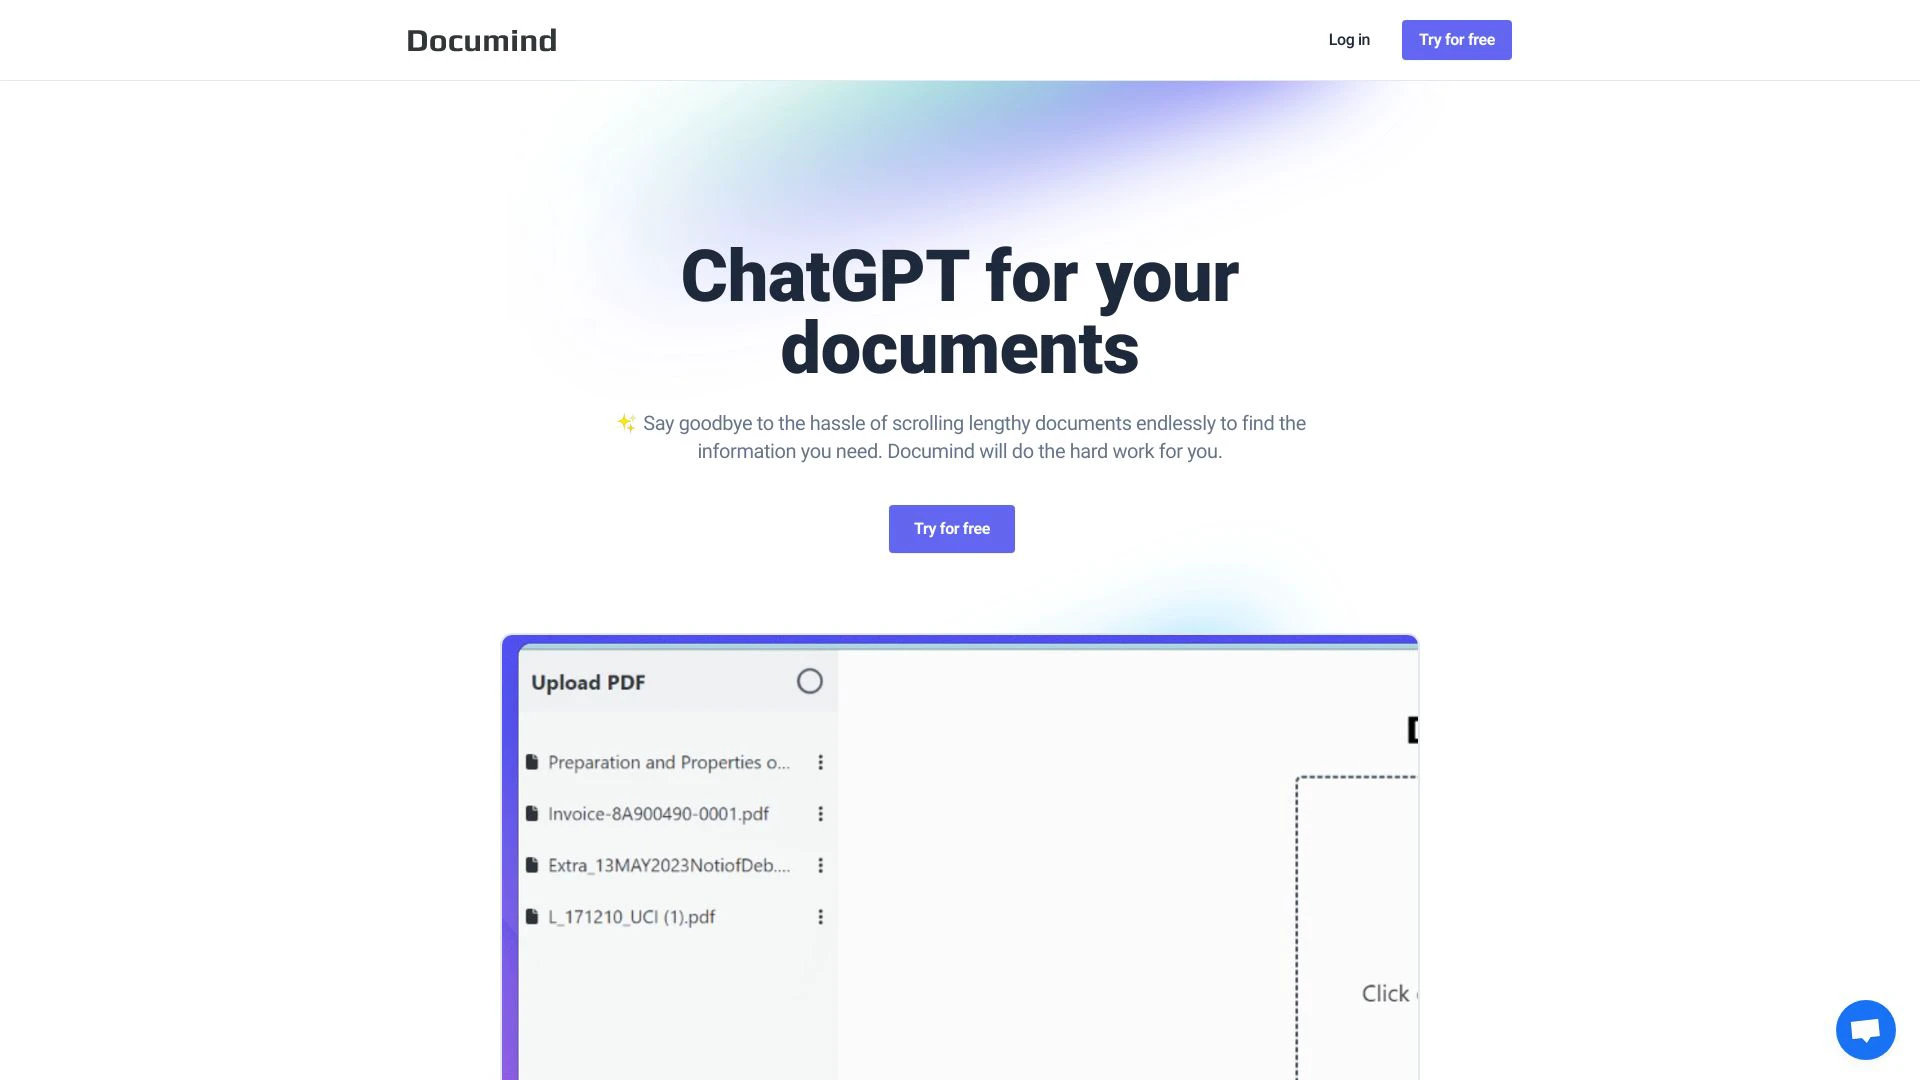 Documind
Log in
Try for free
ChatGPT for your
documents
✨ Say goodbye to the hassle of scrolling lengthy documents endlessly to find the
information you need. Documind will do the hard work for you.
Try for free
Upload PDF
Preparation and Properties o...
Invoice-8A900490-0001.pdf
Extra_13MAY2023NotiofDeb....
L_171210_UCI (1).pdf
Click